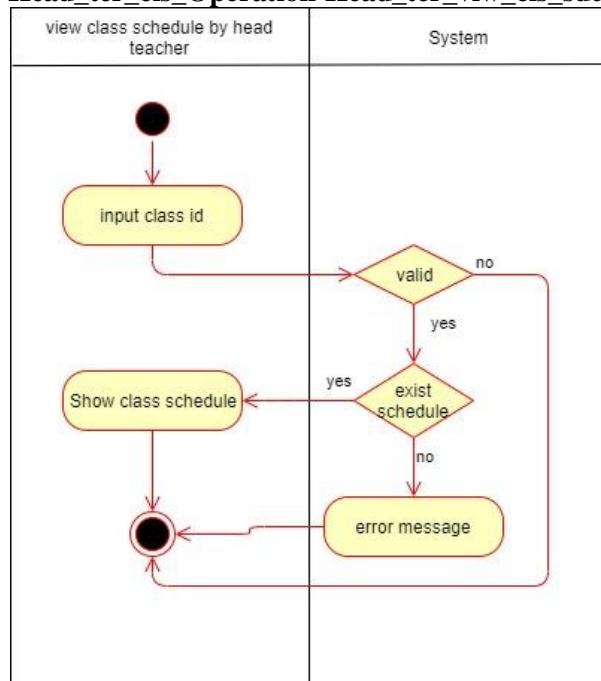 view class schedule by head
teacher
System
input class id
valid
no
yes
yes
exist
schedule
Show class schedule
no
error message